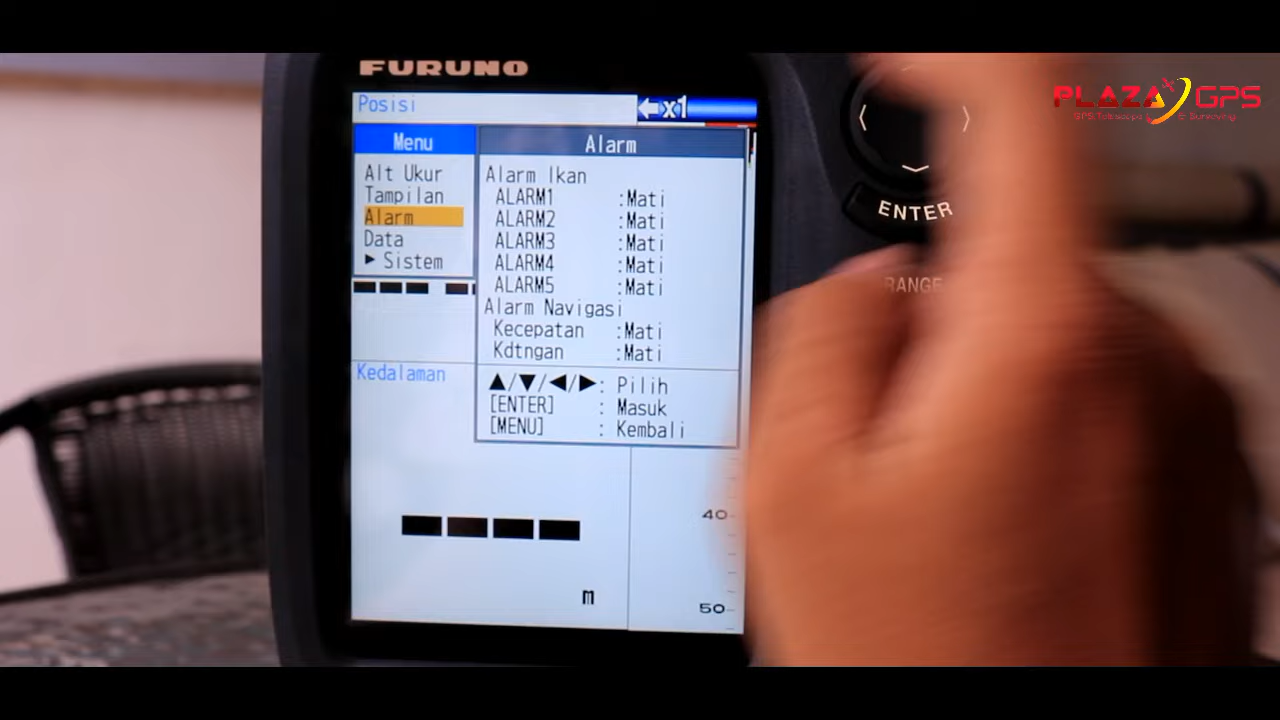 FURUNO
PLAZA GPS
Posisi
x1
Menu
Alt Ukur
Tampilan
Alarm
Data
▶ Sistem
Alarm
Alarm Ikan
ALARM1 :Mati
ALARM2 :Mati
ALARM3 :Mati
ALARM4 :Mati
ALARM5 :Mati
Alarm Navigasi
Kecepatan :Mati
Kdtngan :Mati
▲/▼/◀/▶: Pilih
[ENTER] : Masuk
[MENU] : Kembali
Kedalaman
m
40
50
ENTER
RANGE